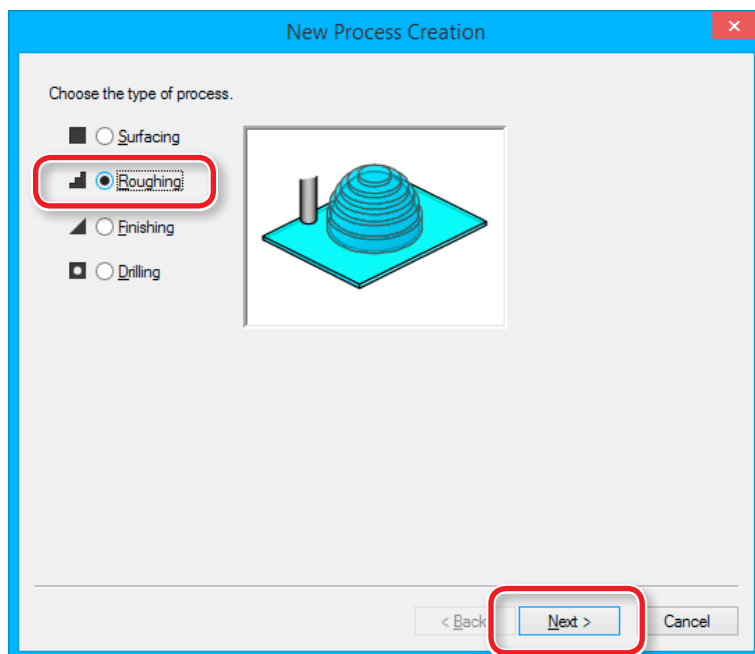 New Process Creation
Choose the type of process.
Surfacing
Roughing
Finishing
Drilling
< Back
Next >
Cancel